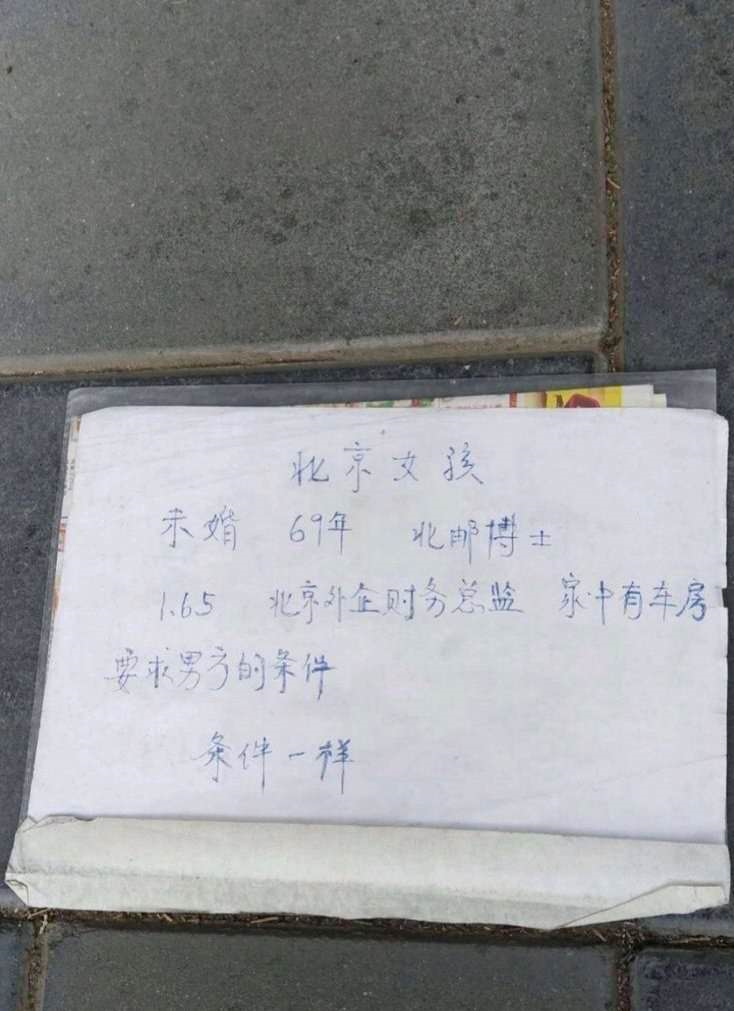 北京女孩
未婚 69年 北邮博士
1.65 北京外企财务总监 家中有车房
要求男方的条件
条件一样